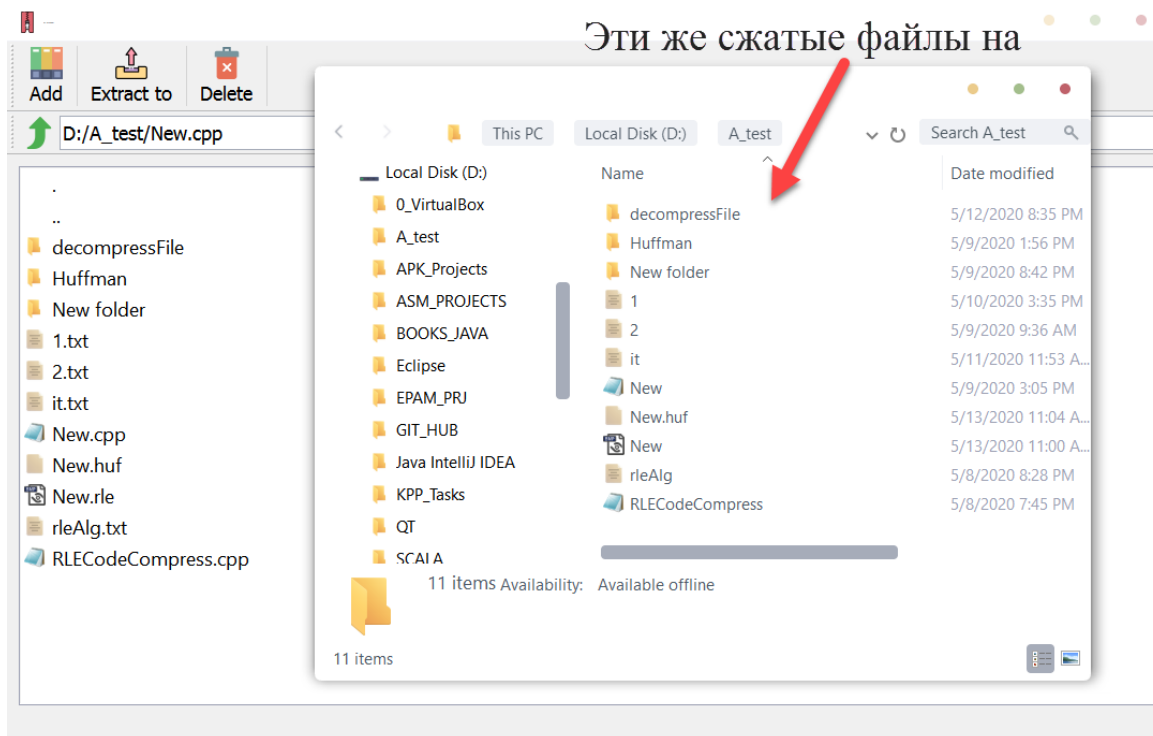 Эти же сжатые файлы на
Add Extract to Delete
D:/A_test/New.cpp
.
..
decompressFile
Huffman
New folder
1.txt
2.txt
it.txt
New.cpp
New.huf
New.rle
rleAlg.txt
RLECodeCompress.cpp
This PC Local Disk (D:) A_test Search A_test
Local Disk (D:)
0_VirtualBox
A_test
APK_Projects
ASM_PROJECTS
BOOKS_JAVA
Eclipse
EPAM_PRJ
GIT_HUB
Java IntelliJ IDEA
KPP_Tasks
QT
SCALA
Name Date modified
decompressFile 5/12/2020 8:35 PM
Huffman 5/9/2020 1:56 PM
New folder 5/9/2020 8:42 PM
1 5/10/2020 3:35 PM
2 5/9/2020 9:36 AM
it 5/11/2020 11:53 A...
New 5/9/2020 3:05 PM
New.huf 5/13/2020 11:04 A...
New 5/13/2020 11:00 A...
rleAlg 5/8/2020 8:28 PM
RLECodeCompress 5/8/2020 7:45 PM
11 items Availability: Available offline
11 items